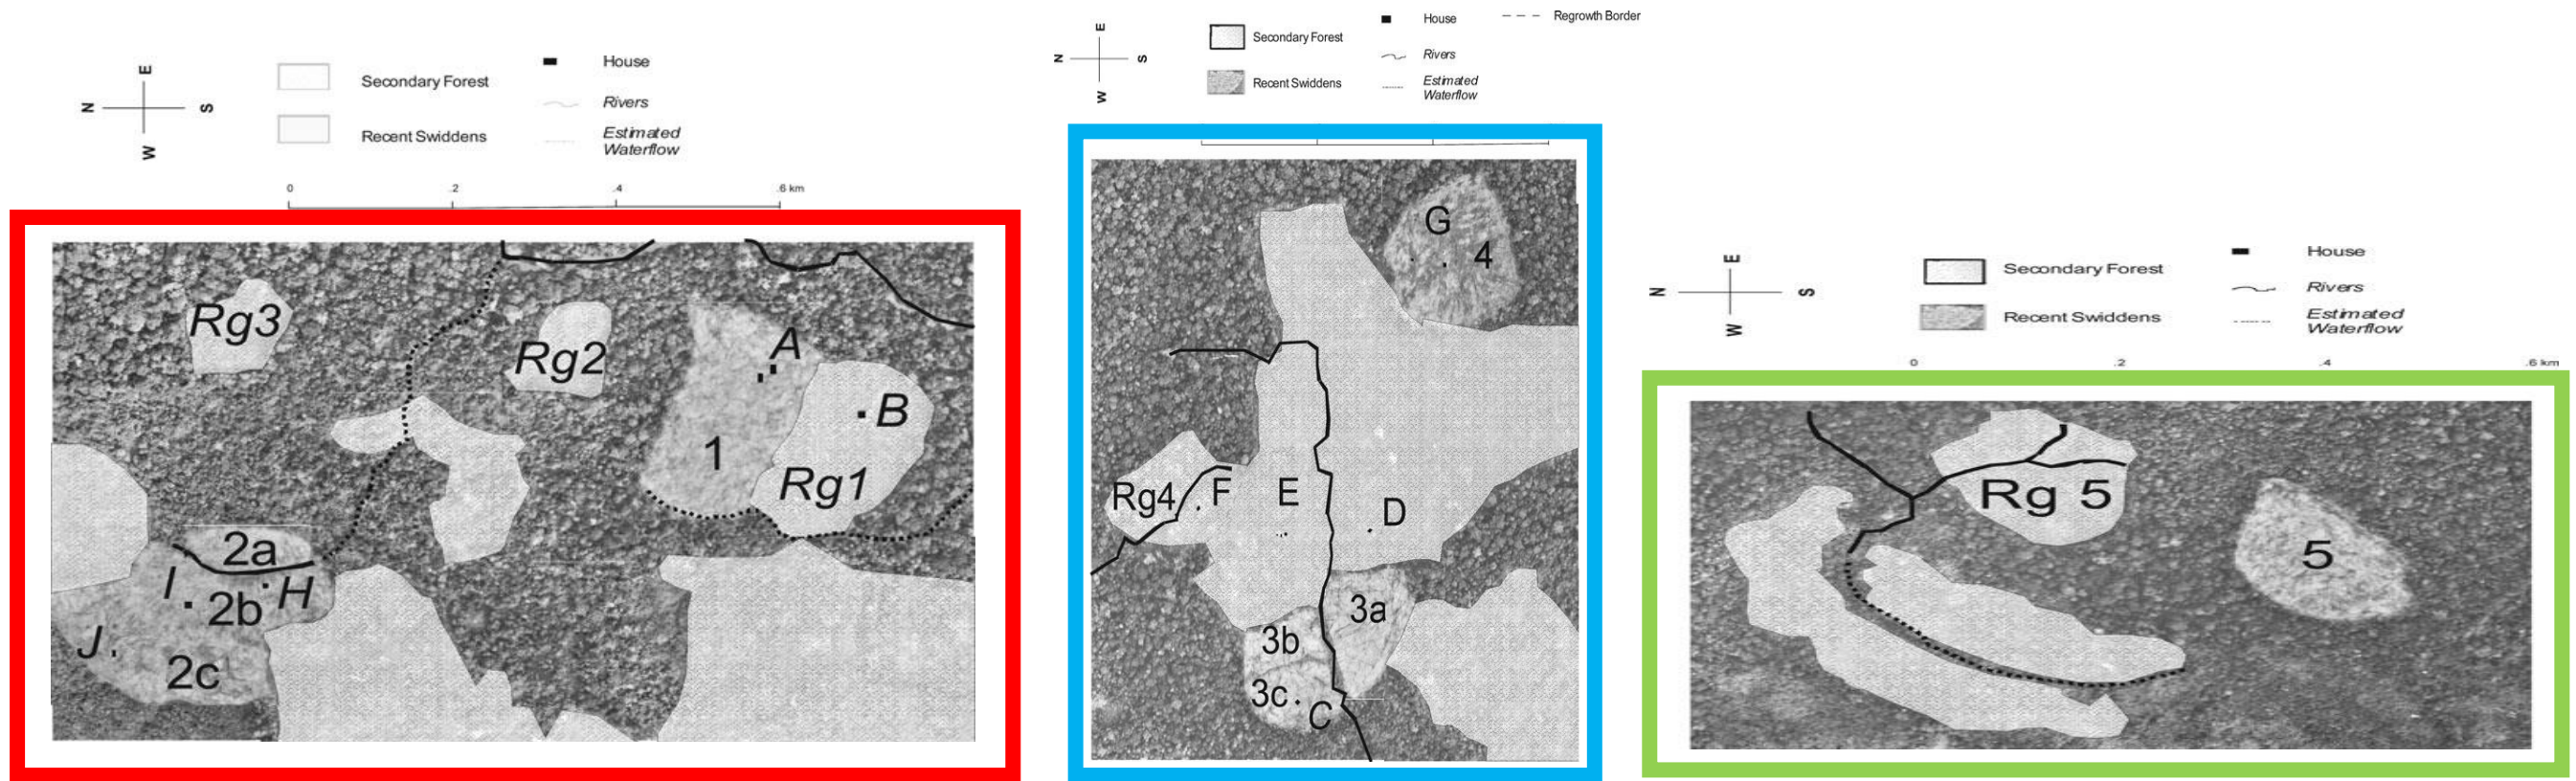 E
N S
W
Secondary Forest
Recent Swiddens
House
Rivers
Estimated
Waterflow
0 .2 .4 .6 km
Rg3
Rg2
A
B
1
Rg1
2a
I
H
2b
J
2c
E
N S
W
Secondary Forest
Recent Swiddens
House
Rivers
Estimated
Waterflow
Regrowth Border
G
4
Rg4
F
E
D
3a
3b
3c
C
E
N S
W
Secondary Forest
Recent Swiddens
House
Rivers
Estimated
Waterflow
0 .2 .4 .6 km
Rg 5
5